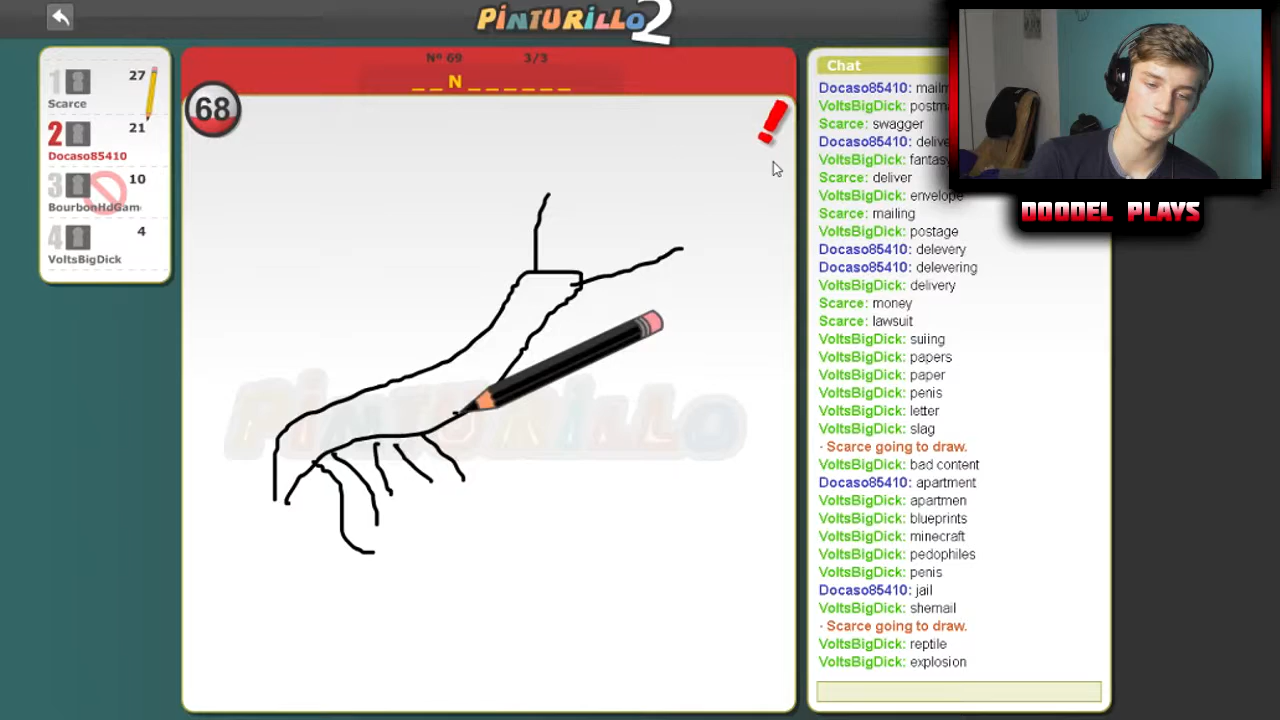 PINTURILLO 2
Nº 69 3/3
_ _ N _ _ _ _ _ _
68
1 27
Scarce
2 21
Docaso85410
3 10
BourbonHdGam
4 4
VoltsBigDick
PINTURILLO
Chat
Docaso85410: mailm
VoltsBigDick: postm
Scarce: swagger
Docaso85410: delive
VoltsBigDick: fantasy
Scarce: deliver
VoltsBigDick: envelope
Scarce: mailing
VoltsBigDick: postage
Docaso85410: delevery
Docaso85410: delevering
VoltsBigDick: delivery
Scarce: money
Scarce: lawsuit
VoltsBigDick: suiing
VoltsBigDick: papers
VoltsBigDick: paper
VoltsBigDick: penis
VoltsBigDick: letter
VoltsBigDick: slag
· Scarce going to draw.
VoltsBigDick: bad content
Docaso85410: apartment
VoltsBigDick: apartmen
VoltsBigDick: blueprints
VoltsBigDick: minecraft
VoltsBigDick: pedophiles
VoltsBigDick: penis
Docaso85410: jail
VoltsBigDick: shemail
· Scarce going to draw.
VoltsBigDick: reptile
VoltsBigDick: explosion
DOODEL PLAYS